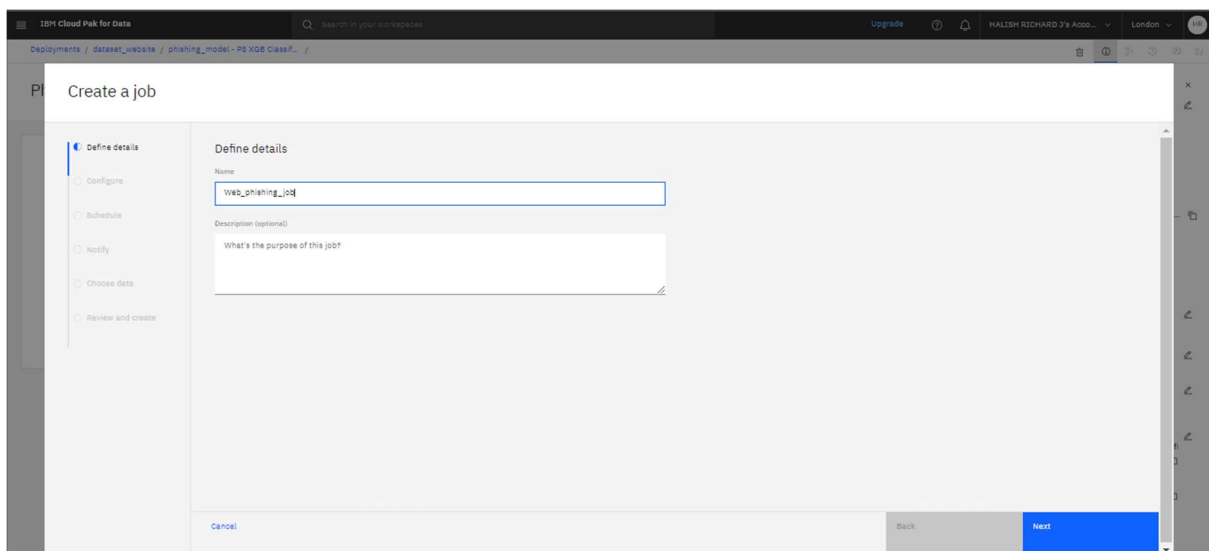 IBM Cloud Pak for Data
Search in your workspaces
Upgrade
HALISH RICHARD J's Acco...
London
HR
Deployments / dataset_website / phishing_model - P8 XGB Classif... /
Create a job
Define details
Configure
Schedule
Notify
Choose data
Review and create
Define details
Name
Web_phishing_job
Description (optional)
What's the purpose of this job?
Cancel
Back
Next